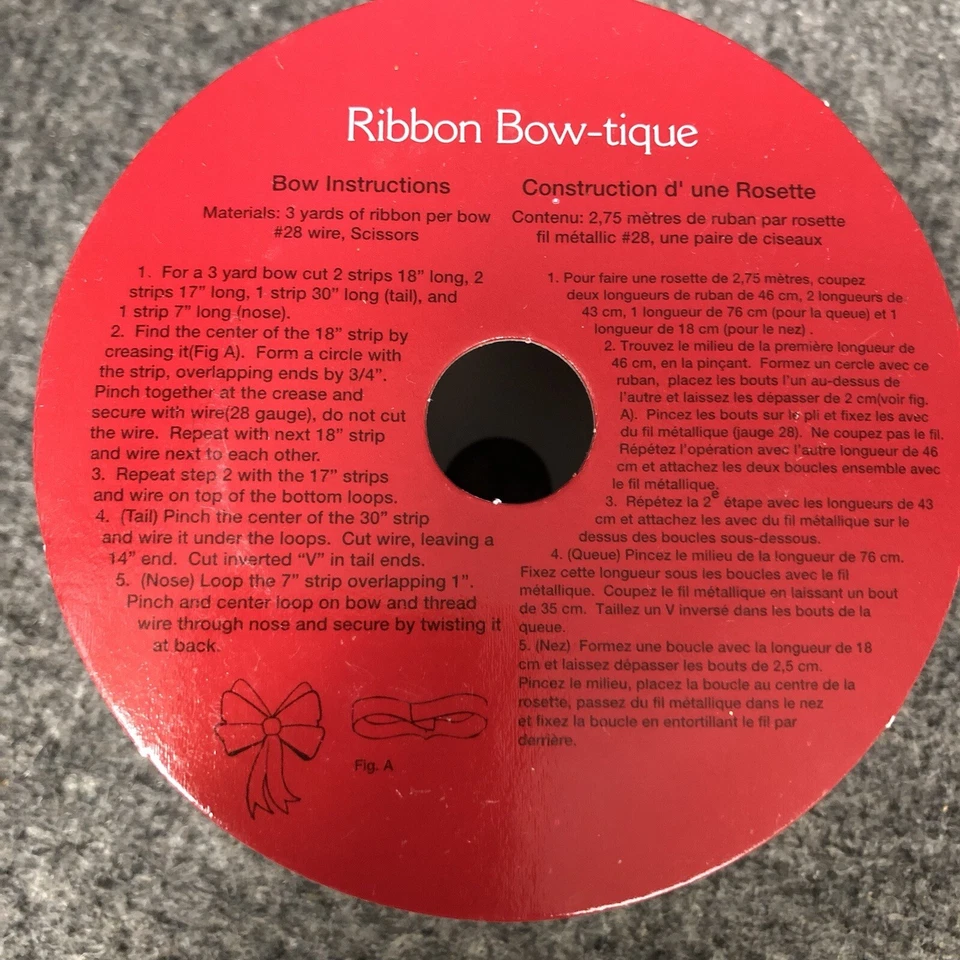 Ribbon Bow-tique
Bow Instructions
Materials: 3 yards of ribbon per bow
#28 wire, Scissors
1. For a 3 yard bow cut 2 strips 18” long, 2
strips 17” long, 1 strip 30” long (tail), and
1 strip 7” long (nose).
2. Find the center of the 18” strip by
creasing it(Fig A). Form a circle with
the strip, overlapping ends by 3/4”.
Pinch together at the crease and
secure with wire(28 gauge), do not cut
the wire. Repeat with next 18” strip
and wire next to each other.
3. Repeat step 2 with the 17” strips
and wire on top of the bottom loops.
4. (Tail) Pinch the center of the 30” strip
and wire it under the loops. Cut wire, leaving a
14” end. Cut inverted “V” in tail ends.
5. (Nose) Loop the 7” strip overlapping 1”.
Pinch and center loop on bow and thread
wire through nose and secure by twisting it
at back.
Fig. A
Construction d' une Rosette
Contenu: 2,75 mètres de ruban par rosette
fil métallic #28, une paire de ciseaux
1. Pour faire une rosette de 2,75 mètres, coupez
deux longueurs de ruban de 46 cm, 2 longueurs de
43 cm, 1 longueur de 76 cm (pour la queue) et 1
longueur de 18 cm (pour le nez) .
2. Trouvez le milieu de la première longueur de
46 cm, en la pinçant. Formez un cercle avec ce
ruban, placez les bouts l’un au-dessus de
l’autre et laissez les dépasser de 2 cm(voir fig.
A). Pincez les bouts sur le pli et fixez les avec
du fil métallique (jauge 28). Ne coupez pas le fil.
Répétez l’opération avec l’autre longueur de 46
cm et attachez les deux boucles ensemble avec
le fil métallique.
3. Répétez la 2e étape avec les longueurs de 43
cm et attachez les avec du fil métallique sur le
dessus des boucles sous-dessous.
4. (Queue) Pincez le milieu de la longueur de 76 cm.
Fixez cette longueur sous les boucles avec le fil
métallique. Coupez le fil métallique en laissant un bout
de 35 cm. Taillez un V inversé dans les bouts de la
queue.
5. (Nez) Formez une boucle avec la longueur de 18
cm et laissez dépasser les bouts de 2,5 cm.
Pincez le milieu, placez la boucle au centre de la
rosette, passez du fil métallique dans le nez
et fixez la boucle en entortillant le fil par
derrière.